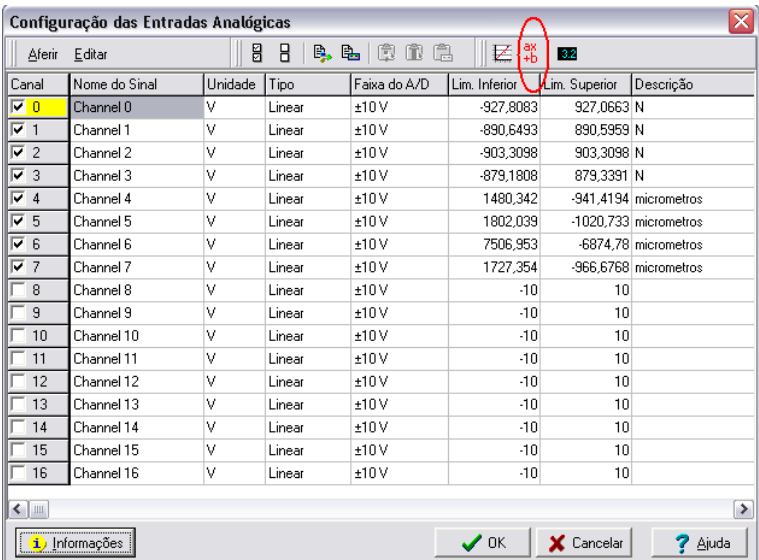 Configuração das Entradas Analógicas
Aferir Editar ax +b 3.2
Canal Nome do Sinal Unidade Tipo Faixa do A/D Lim. Inferior Lim. Superior Descrição
0 Channel 0 V Linear ±10 V -927,8083 927,0663 N
1 Channel 1 V Linear ±10 V -890,6493 890,5959 N
2 Channel 2 V Linear ±10 V -903,3098 903,3098 N
3 Channel 3 V Linear ±10 V -879,1808 879,3391 N
4 Channel 4 V Linear ±10 V 1480,342 -941,4194 micrometros
5 Channel 5 V Linear ±10 V 1802,039 -1020,733 micrometros
6 Channel 6 V Linear ±10 V 7506,953 -6874,78 micrometros
7 Channel 7 V Linear ±10 V 1727,354 -966,6768 micrometros
8 Channel 8 V Linear ±10 V -10 10
9 Channel 9 V Linear ±10 V -10 10
10 Channel 10 V Linear ±10 V -10 10
11 Channel 11 V Linear ±10 V -10 10
12 Channel 12 V Linear ±10 V -10 10
13 Channel 13 V Linear ±10 V -10 10
14 Channel 14 V Linear ±10 V -10 10
15 Channel 15 V Linear ±10 V -10 10
16 Channel 16 V Linear ±10 V -10 10
Informações OK Cancelar Ajuda